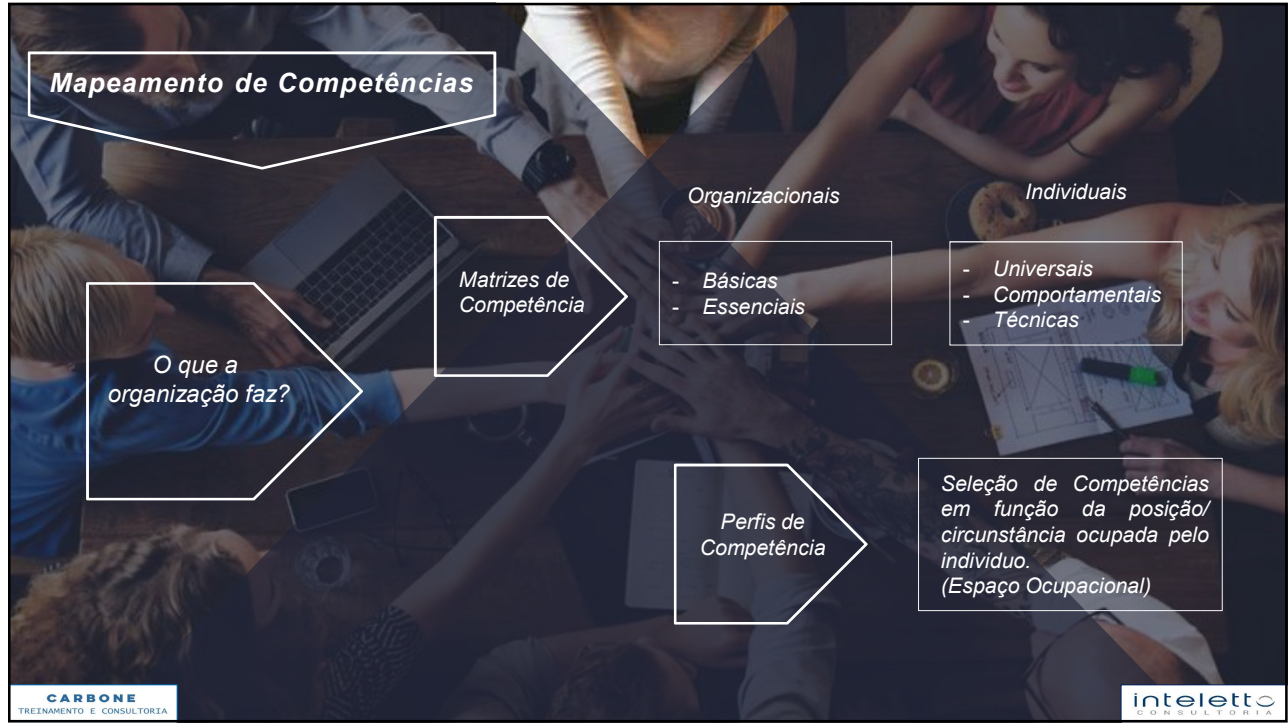 Mapeamento de Competências
O que a
organização faz?
Matrizes de
Competência
Organizacionais
- Básicas
- Essenciais
Individuais
- Universais
- Comportamentais
- Técnicas
Perfis de
Competência
Seleção de Competências
em função da posição/
circunstância ocupada pelo
individuo.
(Espaço Ocupacional)
CARBONE
TREINAMENTO E CONSULTORIA
inteletto
CONSULTORIA